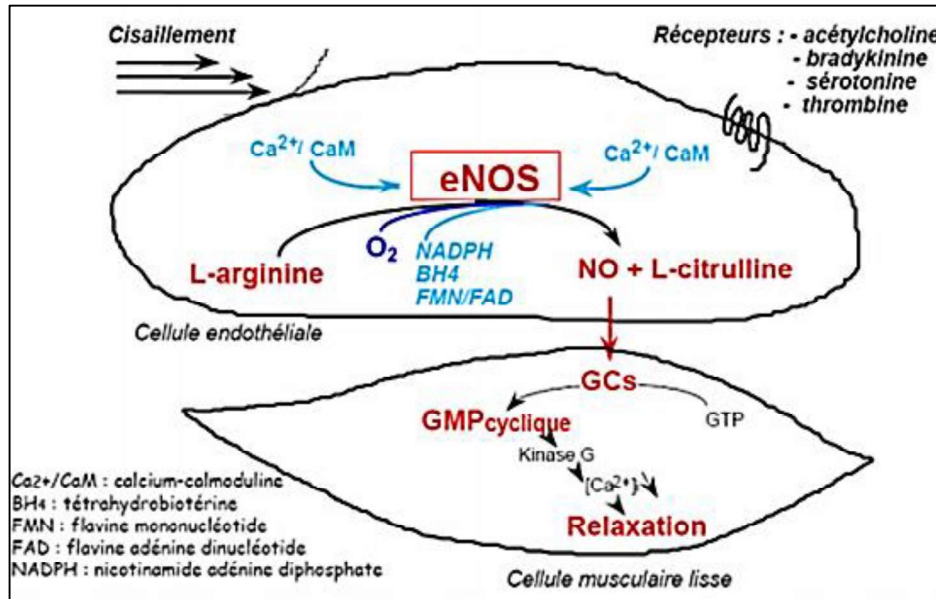 Cisaillement
Récepteurs : - acétylcholine
- bradykinine
- sérotonine
- thrombine
Ca2+/ CaM
Ca2+/ CaM
eNOS
O2
NADPH
BH4
FMN/FAD
L-arginine
NO + L-citrulline
Cellule endothéliale
GCs
GTP
GMPcyclique
Kinase G
[Ca2+]
Relaxation
Ca2+/CaM : calcium-calmoduline
BH4 : tétrahydrobiotérine
FMN : flavine mononucléotide
FAD : flavine adénine dinucléotide
NADPH : nicotinamide adénine diphosphate
Cellule musculaire lisse